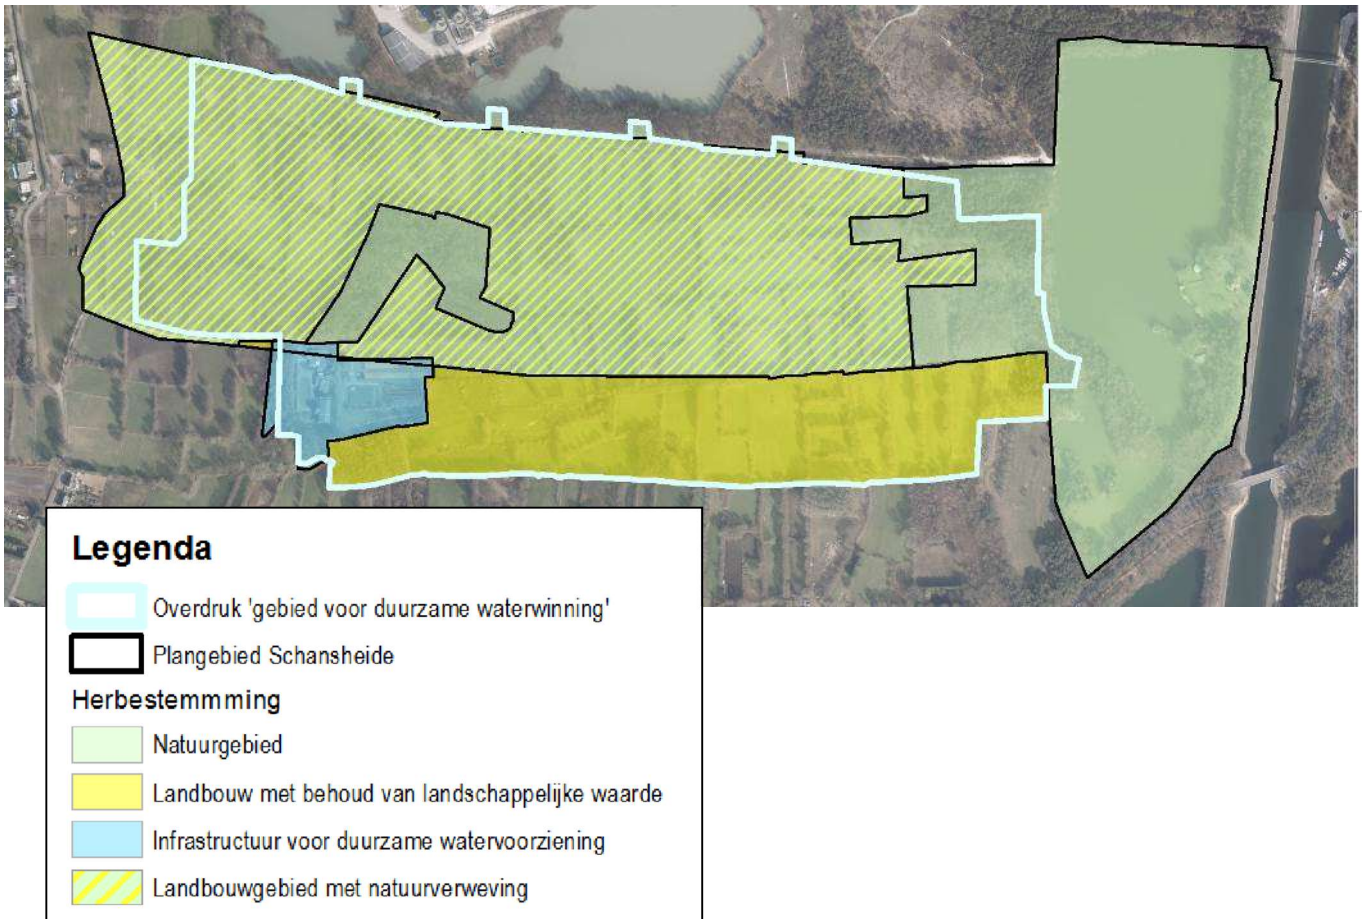 Legenda
Overdruk 'gebied voor duurzame waterwinning'
Plangebied Schansheide
Herbestemmming
Natuurgebied
Landbouw met behoud van landschappelijke waarde
Infrastructuur voor duurzame watervoorziening
Landbouwgebied met natuurverweving